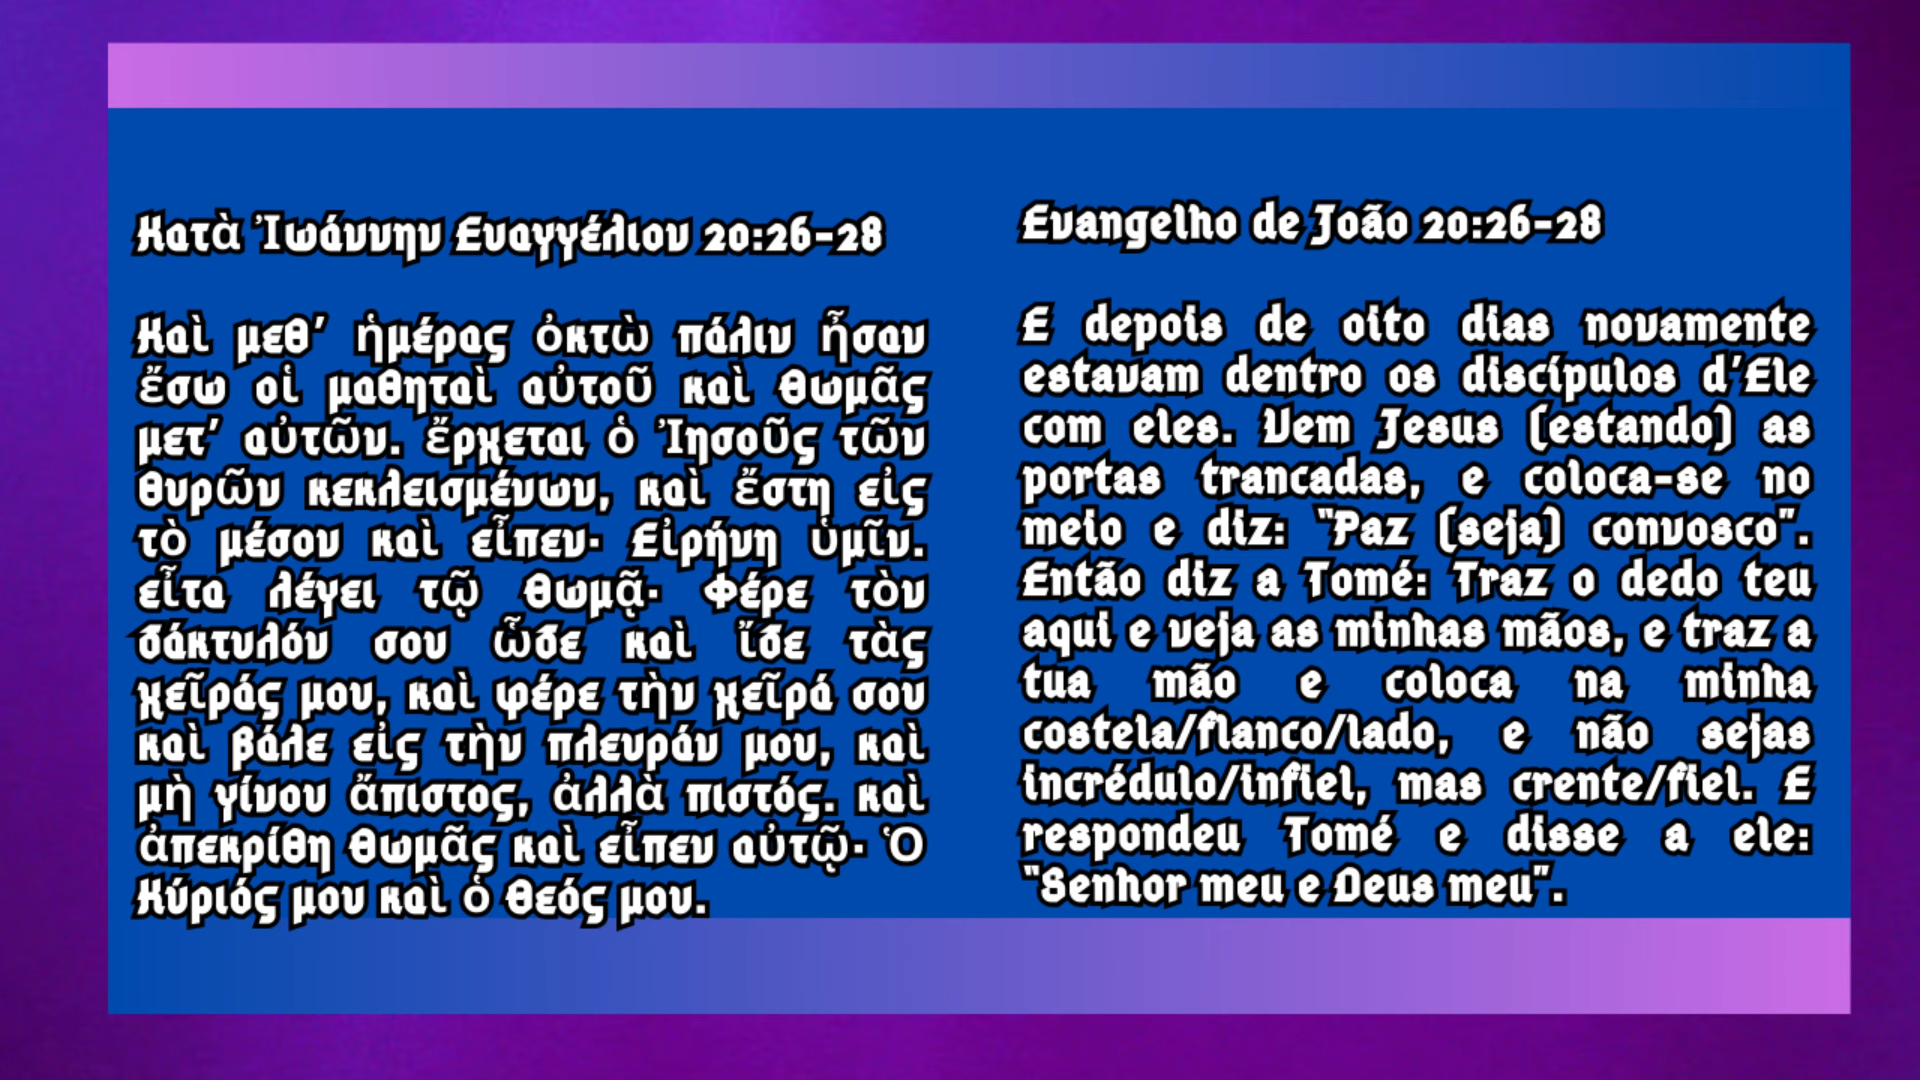 Κατὰ Ἰωάννην Ευαγγέλιον 20:26-28
Καὶ μεθ’ ἡμέρας ὀκτὼ πάλιν ἦσαν
ἔσω οἱ μαθηταὶ αὐτοῦ καὶ Θωμᾶς
μετ’ αὐτῶν. ἔρχεται ὁ Ἰησοῦς τῶν
θυρῶν κεκλεισμένων, καὶ ἔστη εἰς
τὸ μέσον καὶ εἶπεν· Εἰρήνη ὑμῖν.
εἶτα λέγει τῷ Θωμᾷ· Φέρε τὸν
δάκτυλόν σου ὧδε καὶ ἴδε τὰς
χεῖράς μου, καὶ φέρε τὴν χεῖρά σου
καὶ βάλε εἰς τὴν πλευράν μου, καὶ
μὴ γίνου ἄπιστος, ἀλλὰ πιστός. καὶ
ἀπεκρίθη Θωμᾶς καὶ εἶπεν αὐτῷ· Ὁ
Κύριός μου καὶ ὁ Θεός μου.
Evangelho de João 20:26-28
E depois de oito dias novamente
estavam dentro os discípulos d’Ele
com eles. Vem Jesus (estando) as
portas trancadas, e coloca-se no
meio e diz: "Paz (seja) convosco".
Então diz a Tomé: Traz o dedo teu
aqui e veja as minhas mãos, e traz a
tua mão e coloca na minha
costela/flanco/lado, e não sejas
incrédulo/infiel, mas crente/fiel. E
respondeu Tomé e disse a ele:
"Senhor meu e Deus meu".